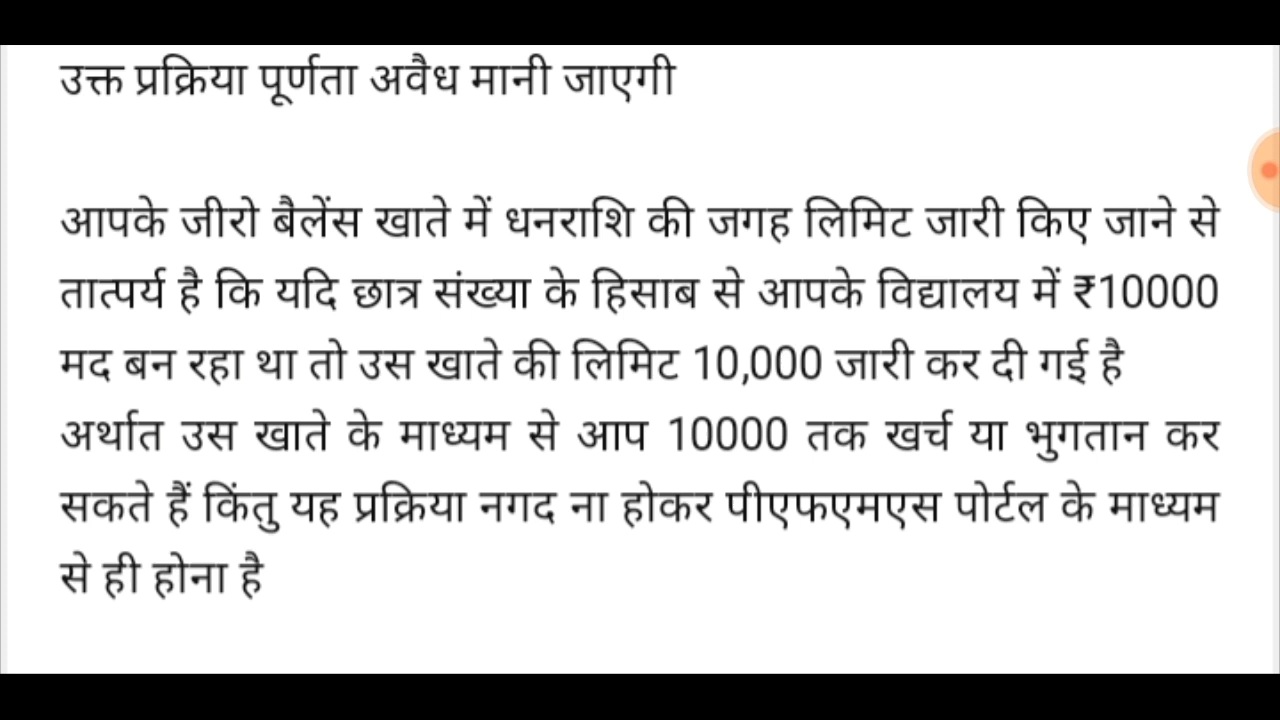 उक्त प्रक्रिया पूर्णता अवैध मानी जाएगी
आपके जीरो बैलेंस खाते में धनराशि की जगह लिमिट जारी किए जाने से
तात्पर्य है कि यदि छात्र संख्या के हिसाब से आपके विद्यालय में ₹10000
मद बन रहा था तो उस खाते की लिमिट 10,000 जारी कर दी गई है
अर्थात उस खाते के माध्यम से आप 10000 तक खर्च या भुगतान कर
सकते हैं किंतु यह प्रक्रिया नगद ना होकर पीएफएमएस पोर्टल के माध्यम
से ही होना है